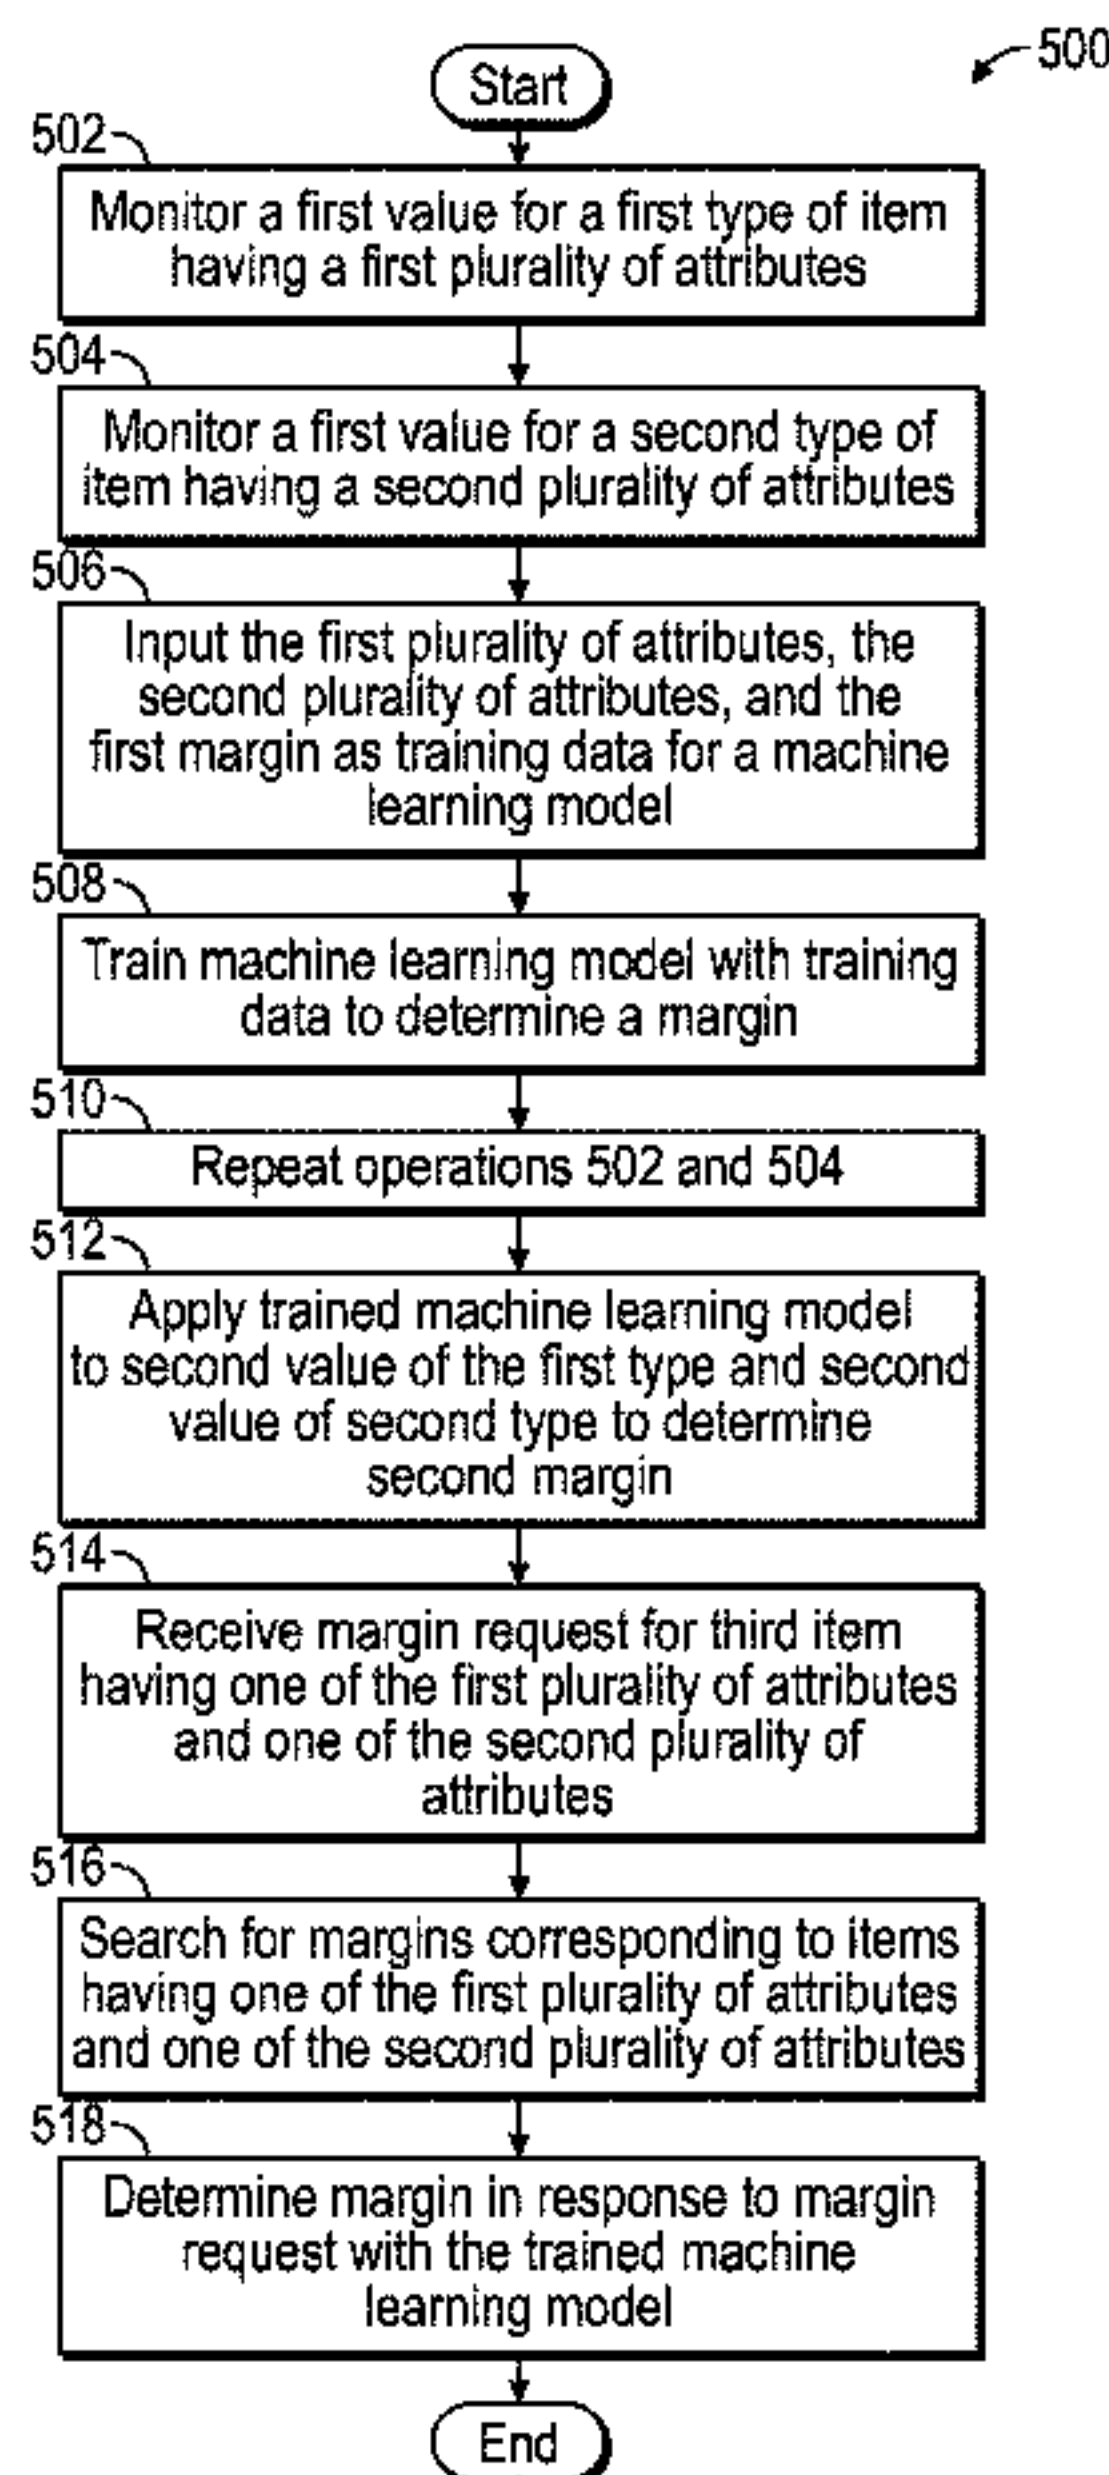 500
Start
502
Monitor a first value for a first type of item
having a first plurality of attributes
504
Monitor a first value for a second type of
item having a second plurality of attributes
506
Input the first plurality of attributes, the
second plurality of attributes, and the
first margin as training data for a machine
learning model
508
Train machine learning model with training
data to determine a margin
510
Repeat operations 502 and 504
512
Apply trained machine learning model
to second value of the first type and second
value of second type to determine
second margin
514
Receive margin request for third item
having one of the first plurality of attributes
and one of the second plurality of
attributes
516
Search for margins corresponding to items
having one of the first plurality of attributes
and one of the second plurality of attributes
518
Determine margin in response to margin
request with the trained machine
learning model
End